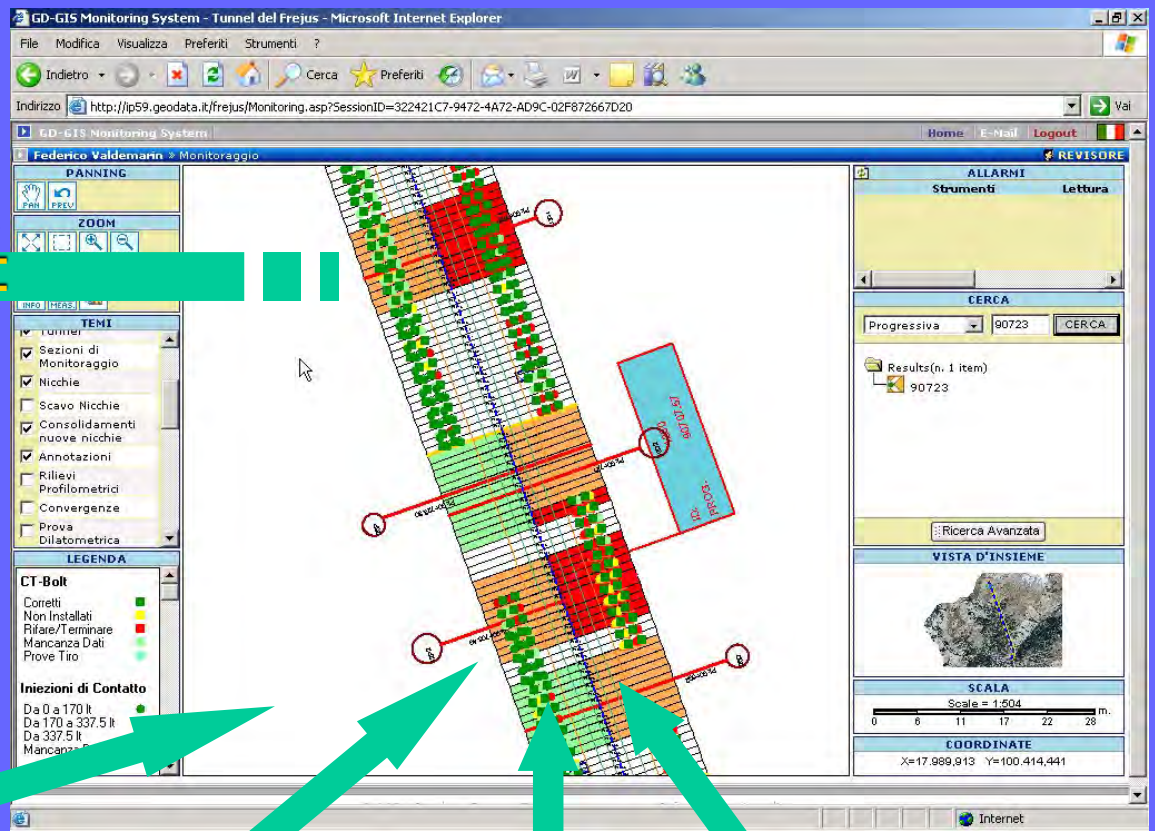 GD-GIS Monitoring System - Tunnel del Frejus - Microsoft Internet Explorer
File Modifica Visualizza Preferiti Strumenti ?
Indietro Cerca Preferiti
Indirizzo http://ip59.geodata.it/frejus/Monitoring.asp?SessionID=322421C7-9472-4A72-AD9C-02F872667D20 Vai
GD-GIS Monitoring System Home E-Mail Logout
Federico Valdemarin » Monitoraggio REVISORE
PANNING
PAN PREV
ZOOM
INFO MEAS.
TEMI
Tunnel
Sezioni di
Monitoraggio
Nicchie
Scavo Nicchie
Consolidamenti
nuove nicchie
Annotazioni
Rilievi
Profilometrici
Convergenze
Prova
Dilatometrica
LEGENDA
CT-Bolt
Corretti
Non Installati
Rifare/Terminare
Mancanza Dati
Prove Tiro
Iniezioni di Contatto
Da 0 a 170 lt
Da 170 a 337.5 lt
Da 337.5 lt
Mancanza
PROG.
ID.
ALLARMI
Strumenti Lettura
CERCA
Progressiva 90723 CERCA
Results(n. 1 item)
90723
Ricerca Avanzata
VISTA D'INSIEME
SCALA
Scale = 1:504
0 6 11 17 22 28 m.
COORDINATE
X=17.989,913 Y=100.414,441
Internet